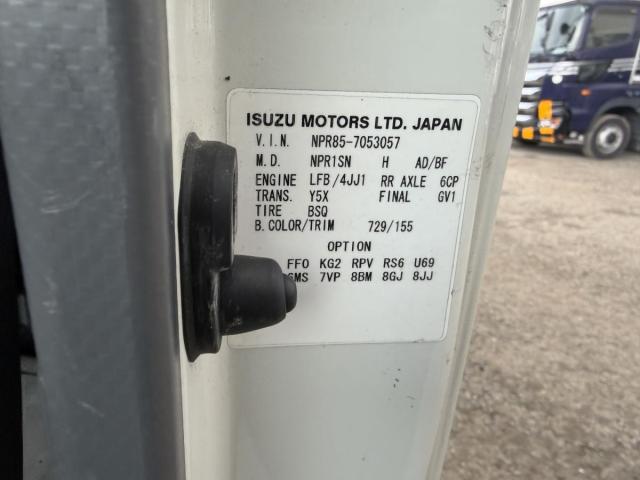 ISUZU MOTORS LTD. JAPAN
V.I.N. NPR85-7053057
M.D. NPR1SN H AD/BF
ENGINE LFB/4JJ1 RR AXLE 6CP
TRANS. Y5X FINAL GV1
TIRE BSQ
B.COLOR/TRIM 729/155
OPTION
FFO KG2 RPV RS6 U69
7VP 8BM 8GJ 8JJ